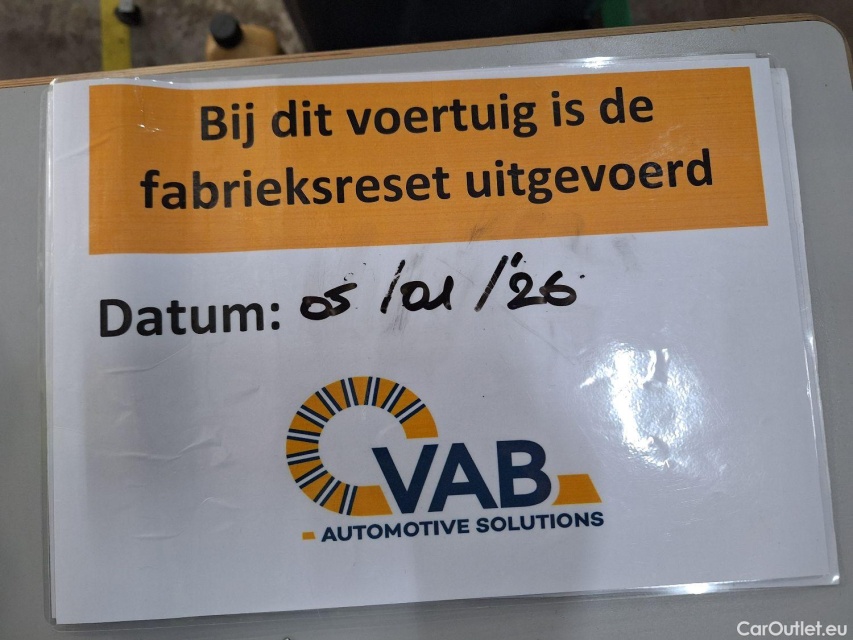 Bij dit voertuig is de
fabrieksreset uitgevoerd
Datum: 05/01/'26
VAB
AUTOMOTIVE SOLUTIONS
CarOutlet.eu